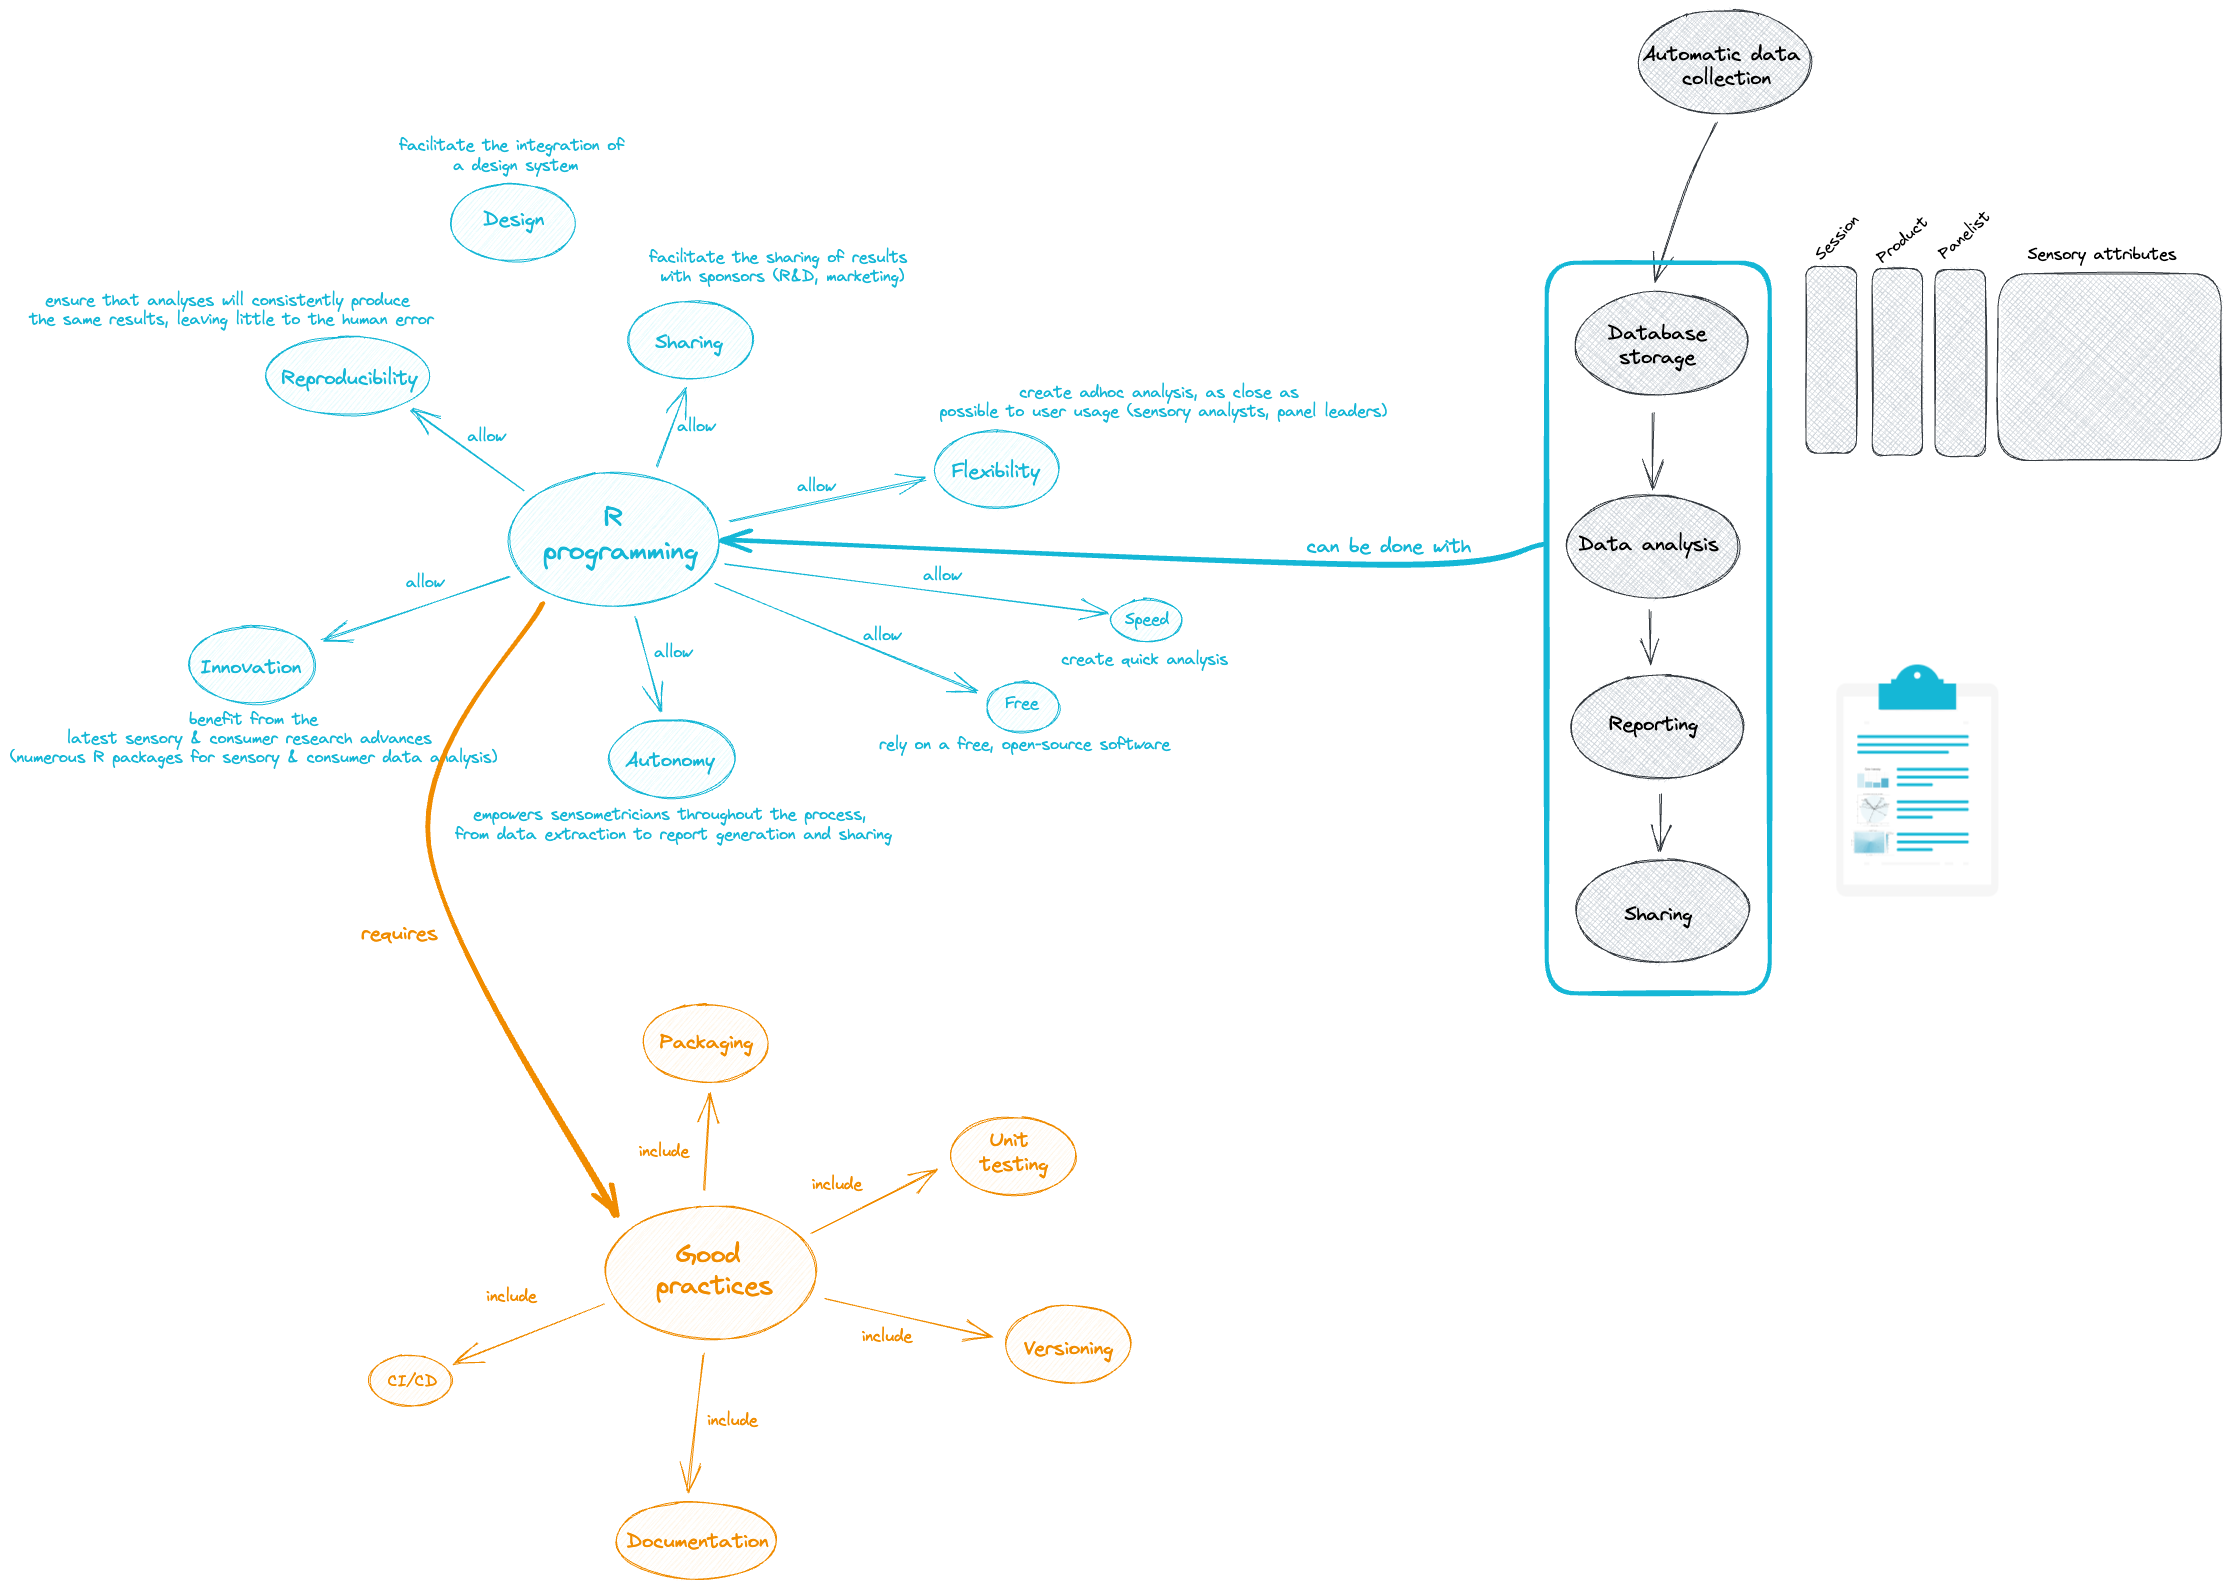 Automatic data
collection
facilitate the integration of
a design system
Design
facilitate the sharing of results
with sponsors (R&D, marketing)
Sharing
ensure that analyses will consistently produce
the same results, leaving little to the human error
Reproducibility
allow
allow
create adhoc analysis, as close as
possible to user usage (sensory analysts, panel leaders)
Flexibility
allow
R
programming
can be done with
allow
Speed
create quick analysis
allow
Free
rely on a free, open-source software
allow
Autonomy
empowers sensometricians throughout the process,
from data extraction to report generation and sharing
allow
Innovation
benefit from the
latest sensory & consumer research advances
(numerous R packages for sensory & consumer data analysis)
Session
Product
Panelist
Sensory attributes
Database
storage
Data analysis
Reporting
Sharing
requires
Packaging
include
Unit
testing
include
Good
practices
include
Versioning
include
CI/CD
include
Documentation